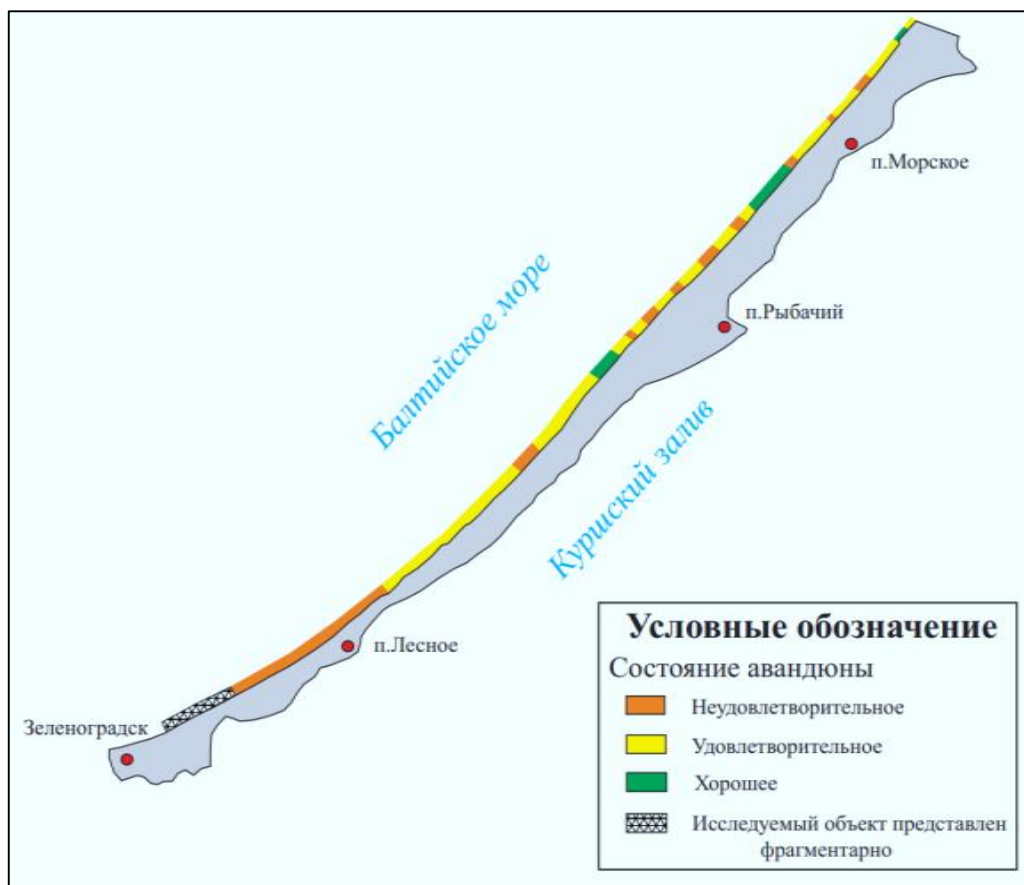 п.Морское
п.Рыбачий
Балтийское море
Куршский залив
п.Лесное
Зеленоградск
Условные обозначение
Состояние авандюны
Неудовлетворительное
Удовлетворительное
Хорошее
Исследуемый объект представлен
фрагментарно